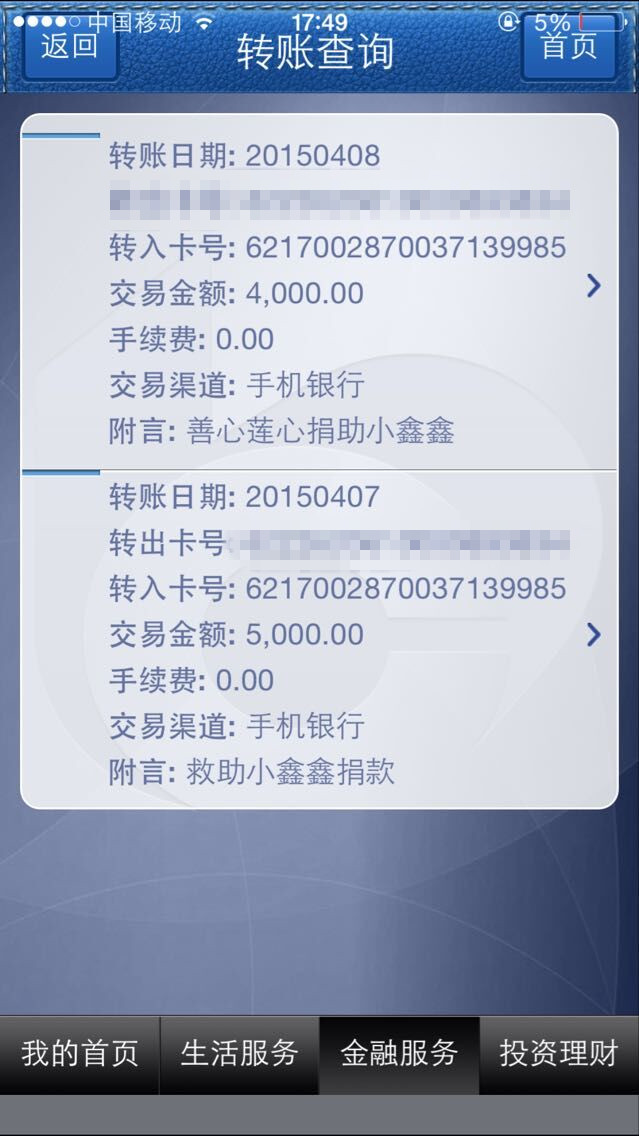 中国移动 17:49 5%
返回 转账查询 首页
转账日期: 20150408
转入卡号: 6217002870037139985
交易金额: 4,000.00
手续费: 0.00
交易渠道: 手机银行
附言: 善心莲心捐助小鑫鑫
转账日期: 20150407
转出卡号:
转入卡号: 6217002870037139985
交易金额: 5,000.00
手续费: 0.00
交易渠道: 手机银行
附言: 救助小鑫鑫捐款
我的首页 生活服务 金融服务 投资理财